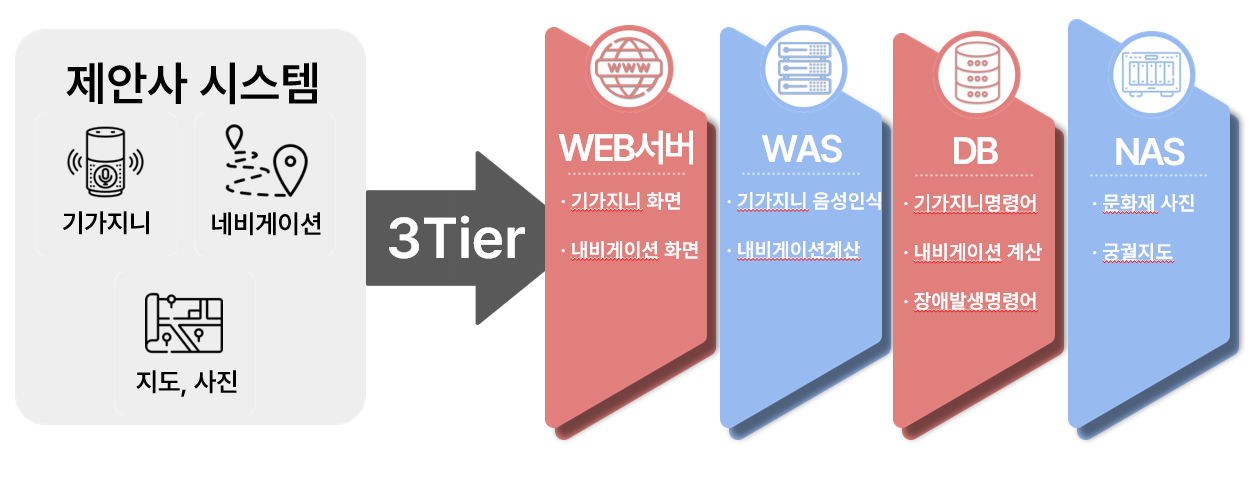 제안사 시스템
기가지니
네비게이션
지도, 사진
3Tier
WWW
WEB서버
· 기가지니 화면
· 내비게이션 화면
WAS
· 기가지니 음성인식
· 내비게이션계산
DB
· 기가지니명령어
· 내비게이션 계산
· 장애발생명령어
NAS
· 문화재 사진
· 궁궐지도